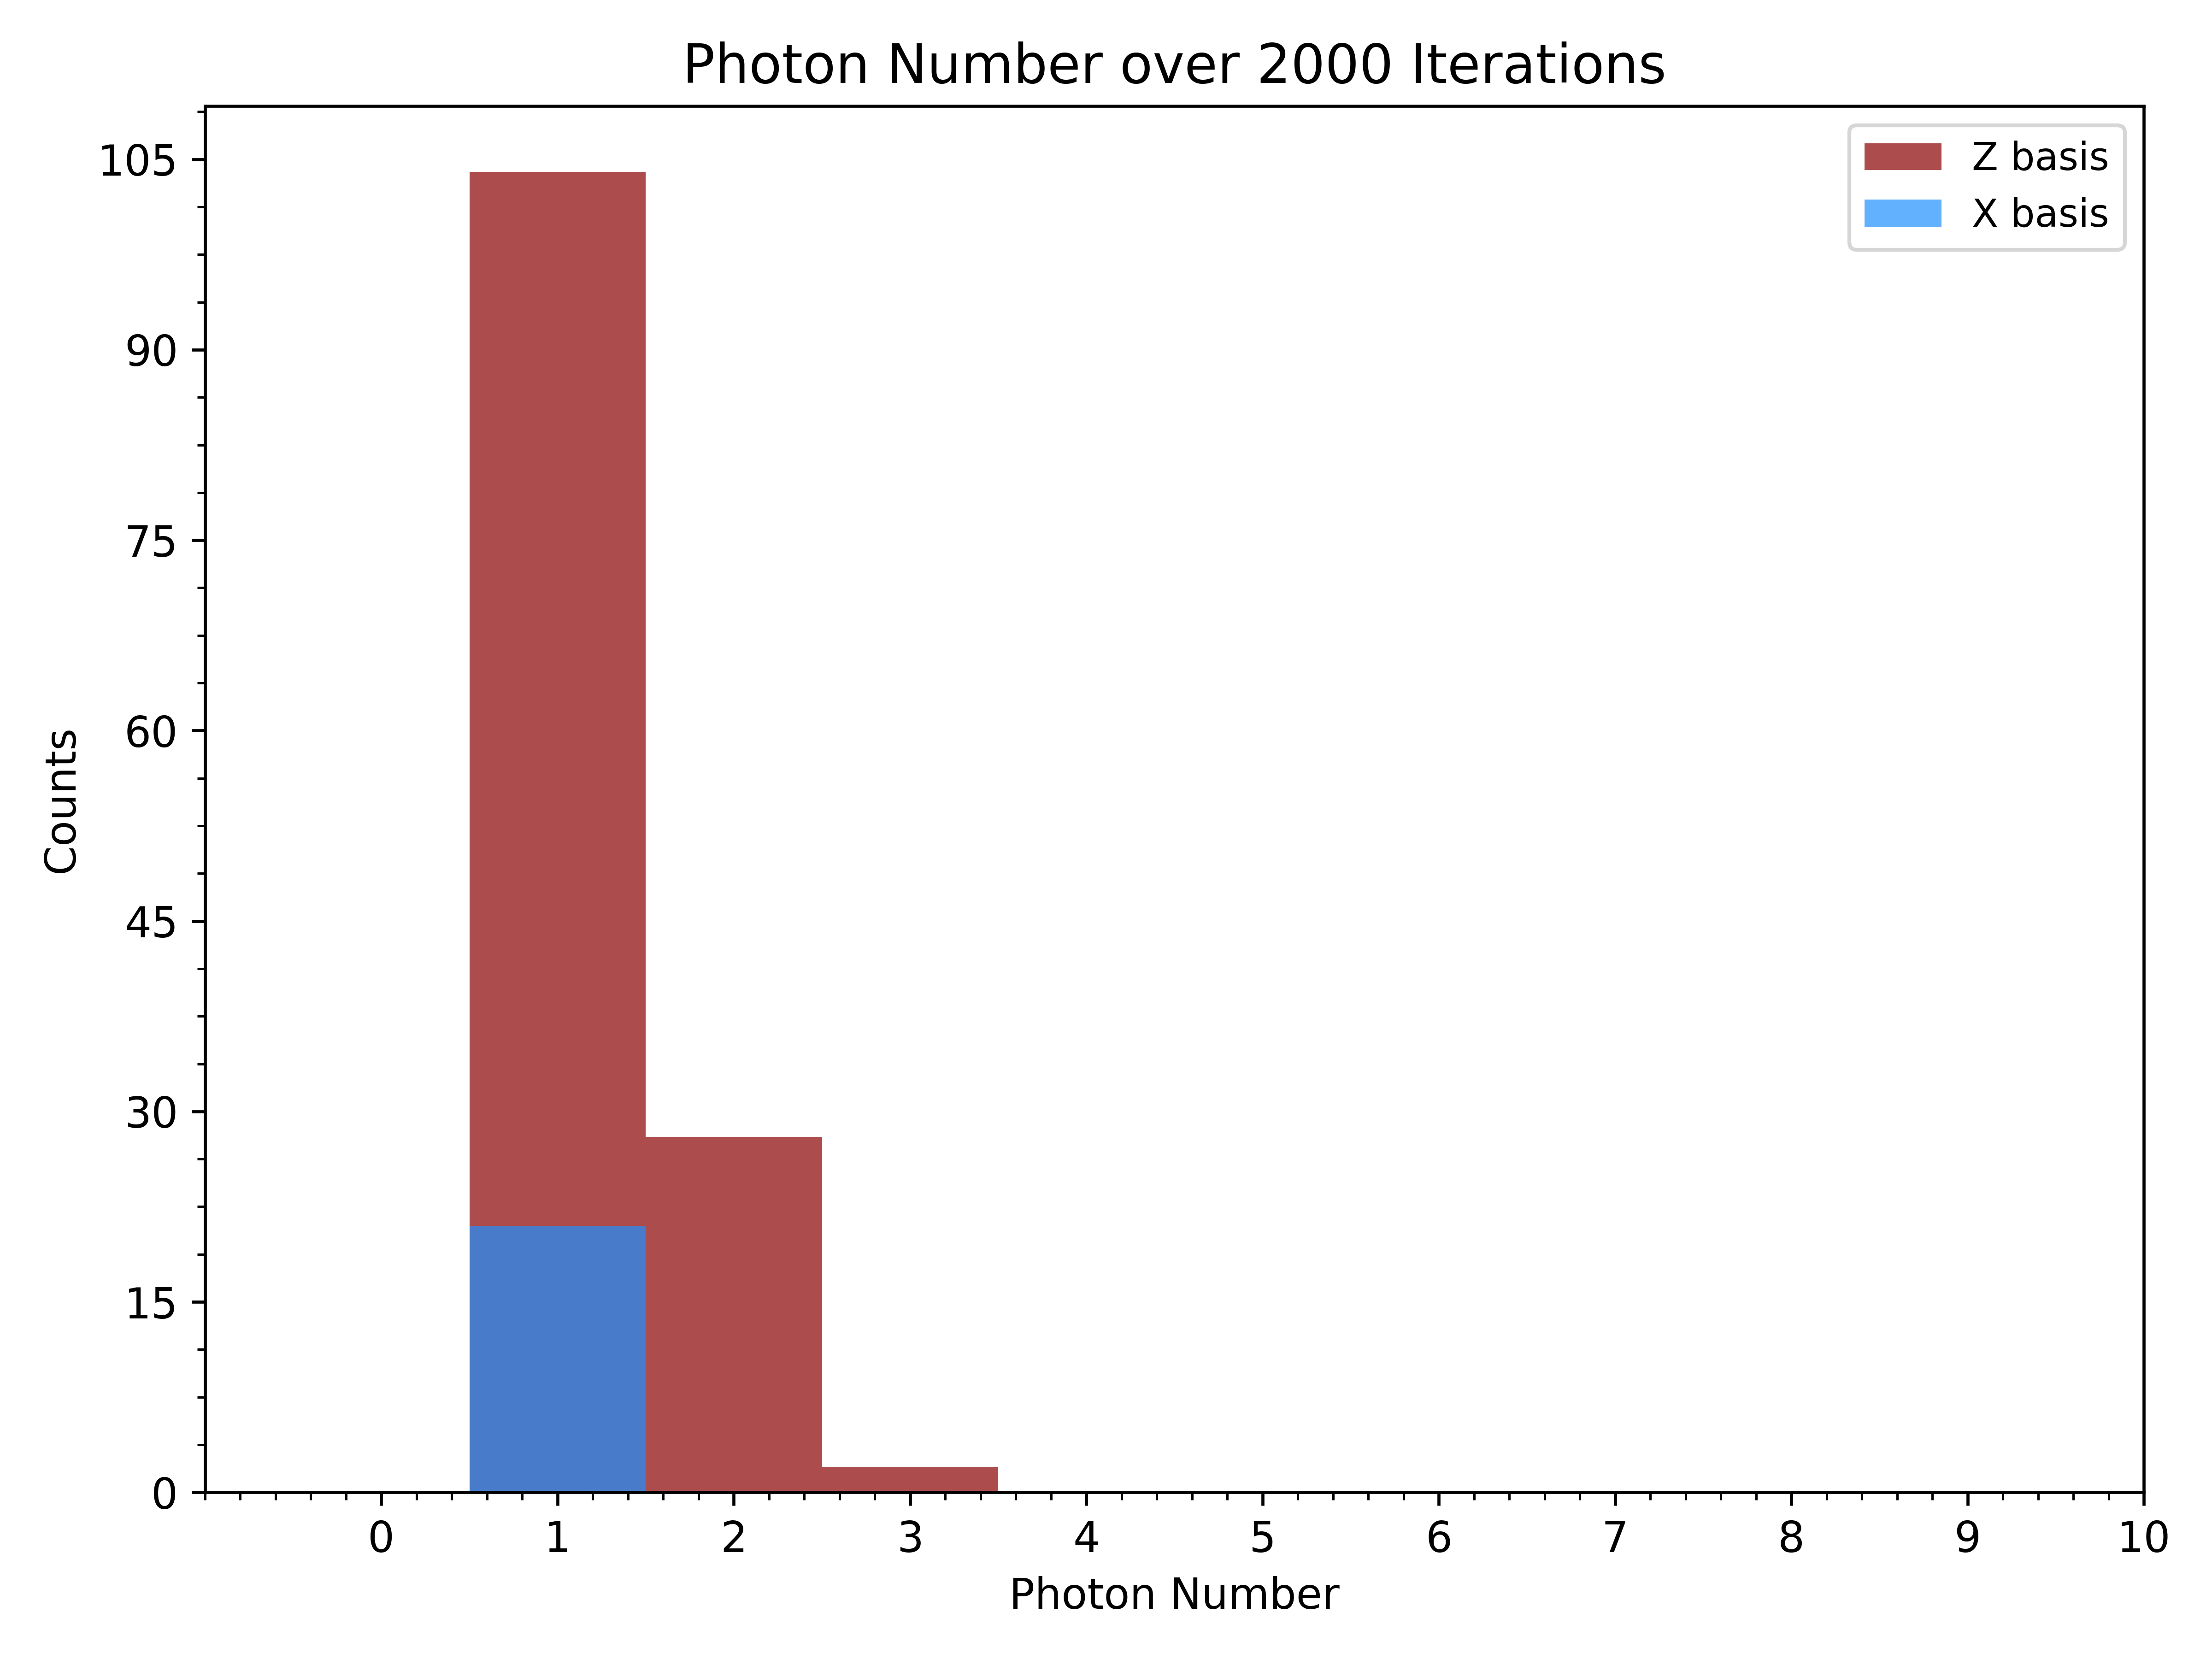 Photon Number over 2000 Iterations
Z basis
X basis
105
90
75
60
45
30
15
0
Counts
0 1 2 3 4 5 6 7 8 9 10
Photon Number